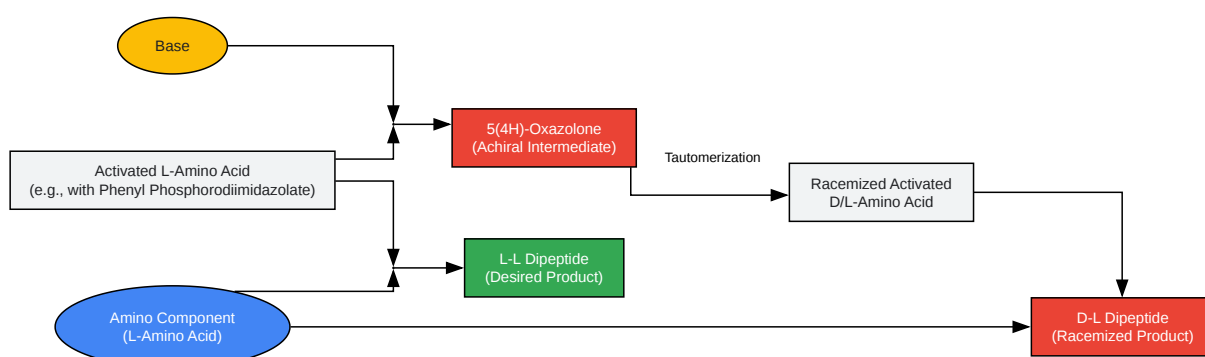 Base
5(4H)-Oxazolone
(Achiral Intermediate)
Tautomerization
Activated L-Amino Acid
(e.g., with Phenyl Phosphorodiimidazolate)
Racemized Activated
D/L-Amino Acid
L-L Dipeptide
(Desired Product)
Amino Component
(L-Amino Acid)
D-L Dipeptide
(Racemized Product)